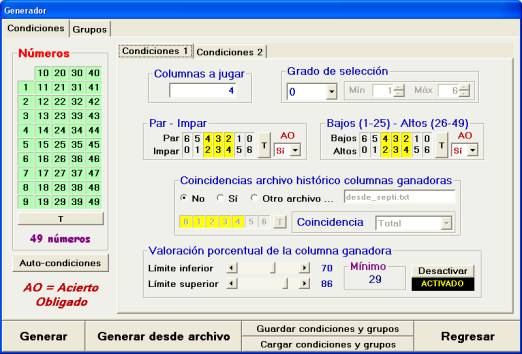 Generador
Condiciones Grupos
Números
10 20 30 40
1 11 21 31 41
2 12 22 32 42
3 13 23 33 43
4 14 24 34 44
5 15 25 35 45
6 16 26 36 46
7 17 27 37 47
8 18 28 38 48
9 19 29 39 49
T
49 números
Auto-condiciones
AO = Acierto
Obligado
Condiciones 1 Condiciones 2
Columnas a jugar
4
Grado de selección
0 Mín 1 Máx 6
Par - Impar
Par 6 5 4 3 2 1 0
Impar 0 1 2 3 4 5 6
T
AO
Sí
Bajos (1-25) - Altos (26-49)
Bajos 6 5 4 3 2 1 0
Altos 0 1 2 3 4 5 6
T
AO
Sí
Coincidencias archivo histórico columnas ganadoras
No Sí Otro archivo ... desde_septi.txt
0 1 2 3 4 5 6 T Coincidencia Total
Valoración porcentual de la columna ganadora
Límite inferior 70
Límite superior 86
Mínimo
29
Desactivar
ACTIVADO
Generar
Generar desde archivo
Guardar condiciones y grupos
Cargar condiciones y grupos
Regresar